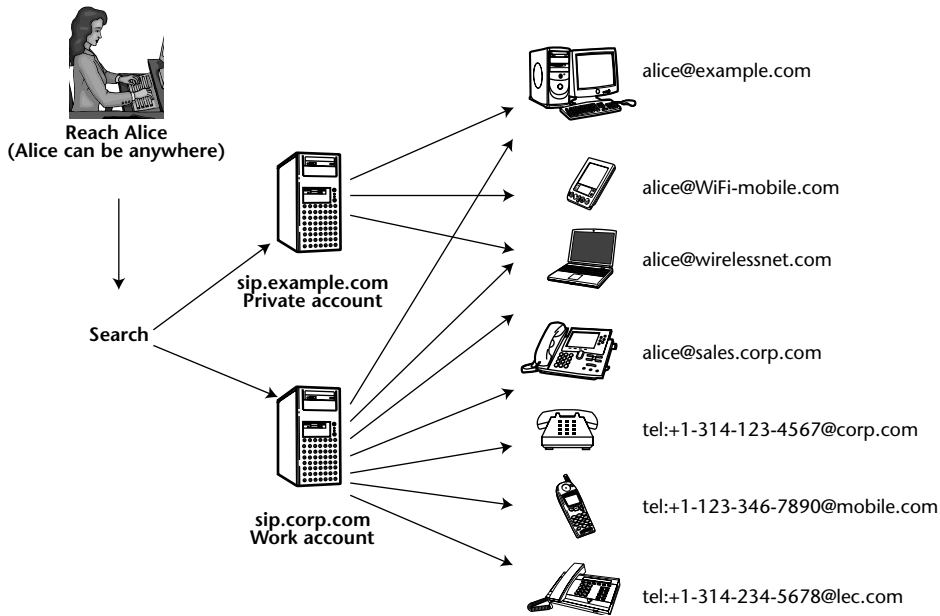 Reach Alice
(Alice can be anywhere)
Search
sip.example.com
Private account
sip.corp.com
Work account
alice@example.com
alice@WiFi-mobile.com
alice@wirelessnet.com
alice@sales.corp.com
tel:+1-314-123-4567@corp.com
tel:+1-123-346-7890@mobile.com
tel:+1-314-234-5678@lec.com